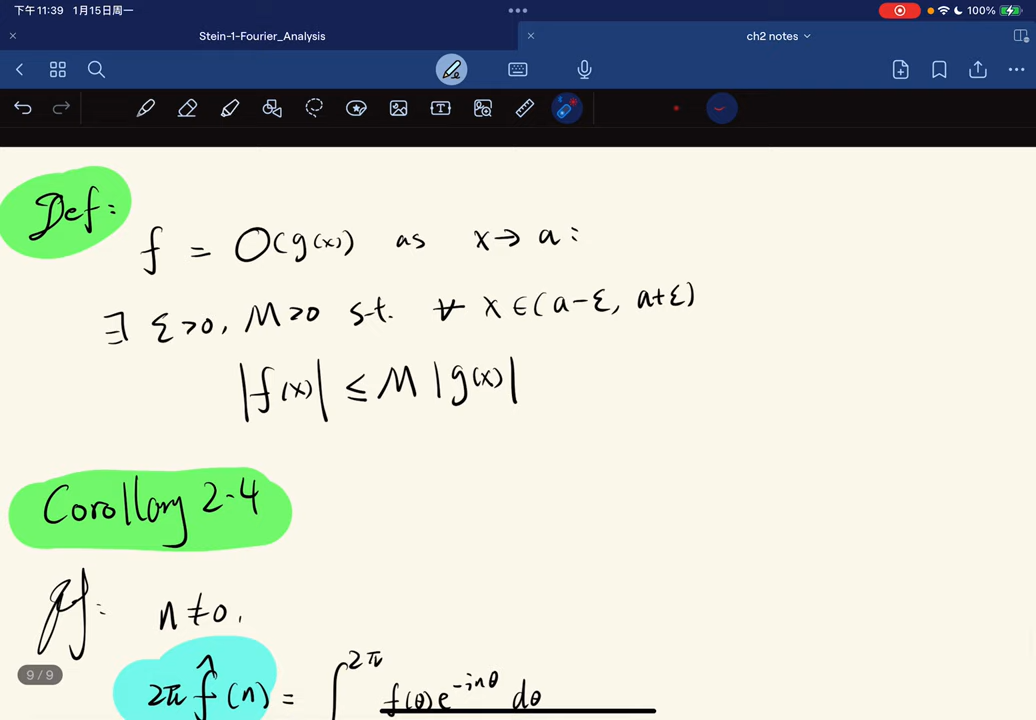 下午11:39 1月15日周一
100%
Stein-1-Fourier_Analysis
ch2 notes
Def:
f = O(g(x)) as x → a :
∃ ε>0, M>0 s.t. ∀ x ∈ (a-ε, a+ε)
|f(x)| ≤ M |g(x)|
Corollary 2.4
pf: n ≠ 0,
2π f̂(n) = ∫^2π f(θ)e^{-inθ} dθ
9 / 9